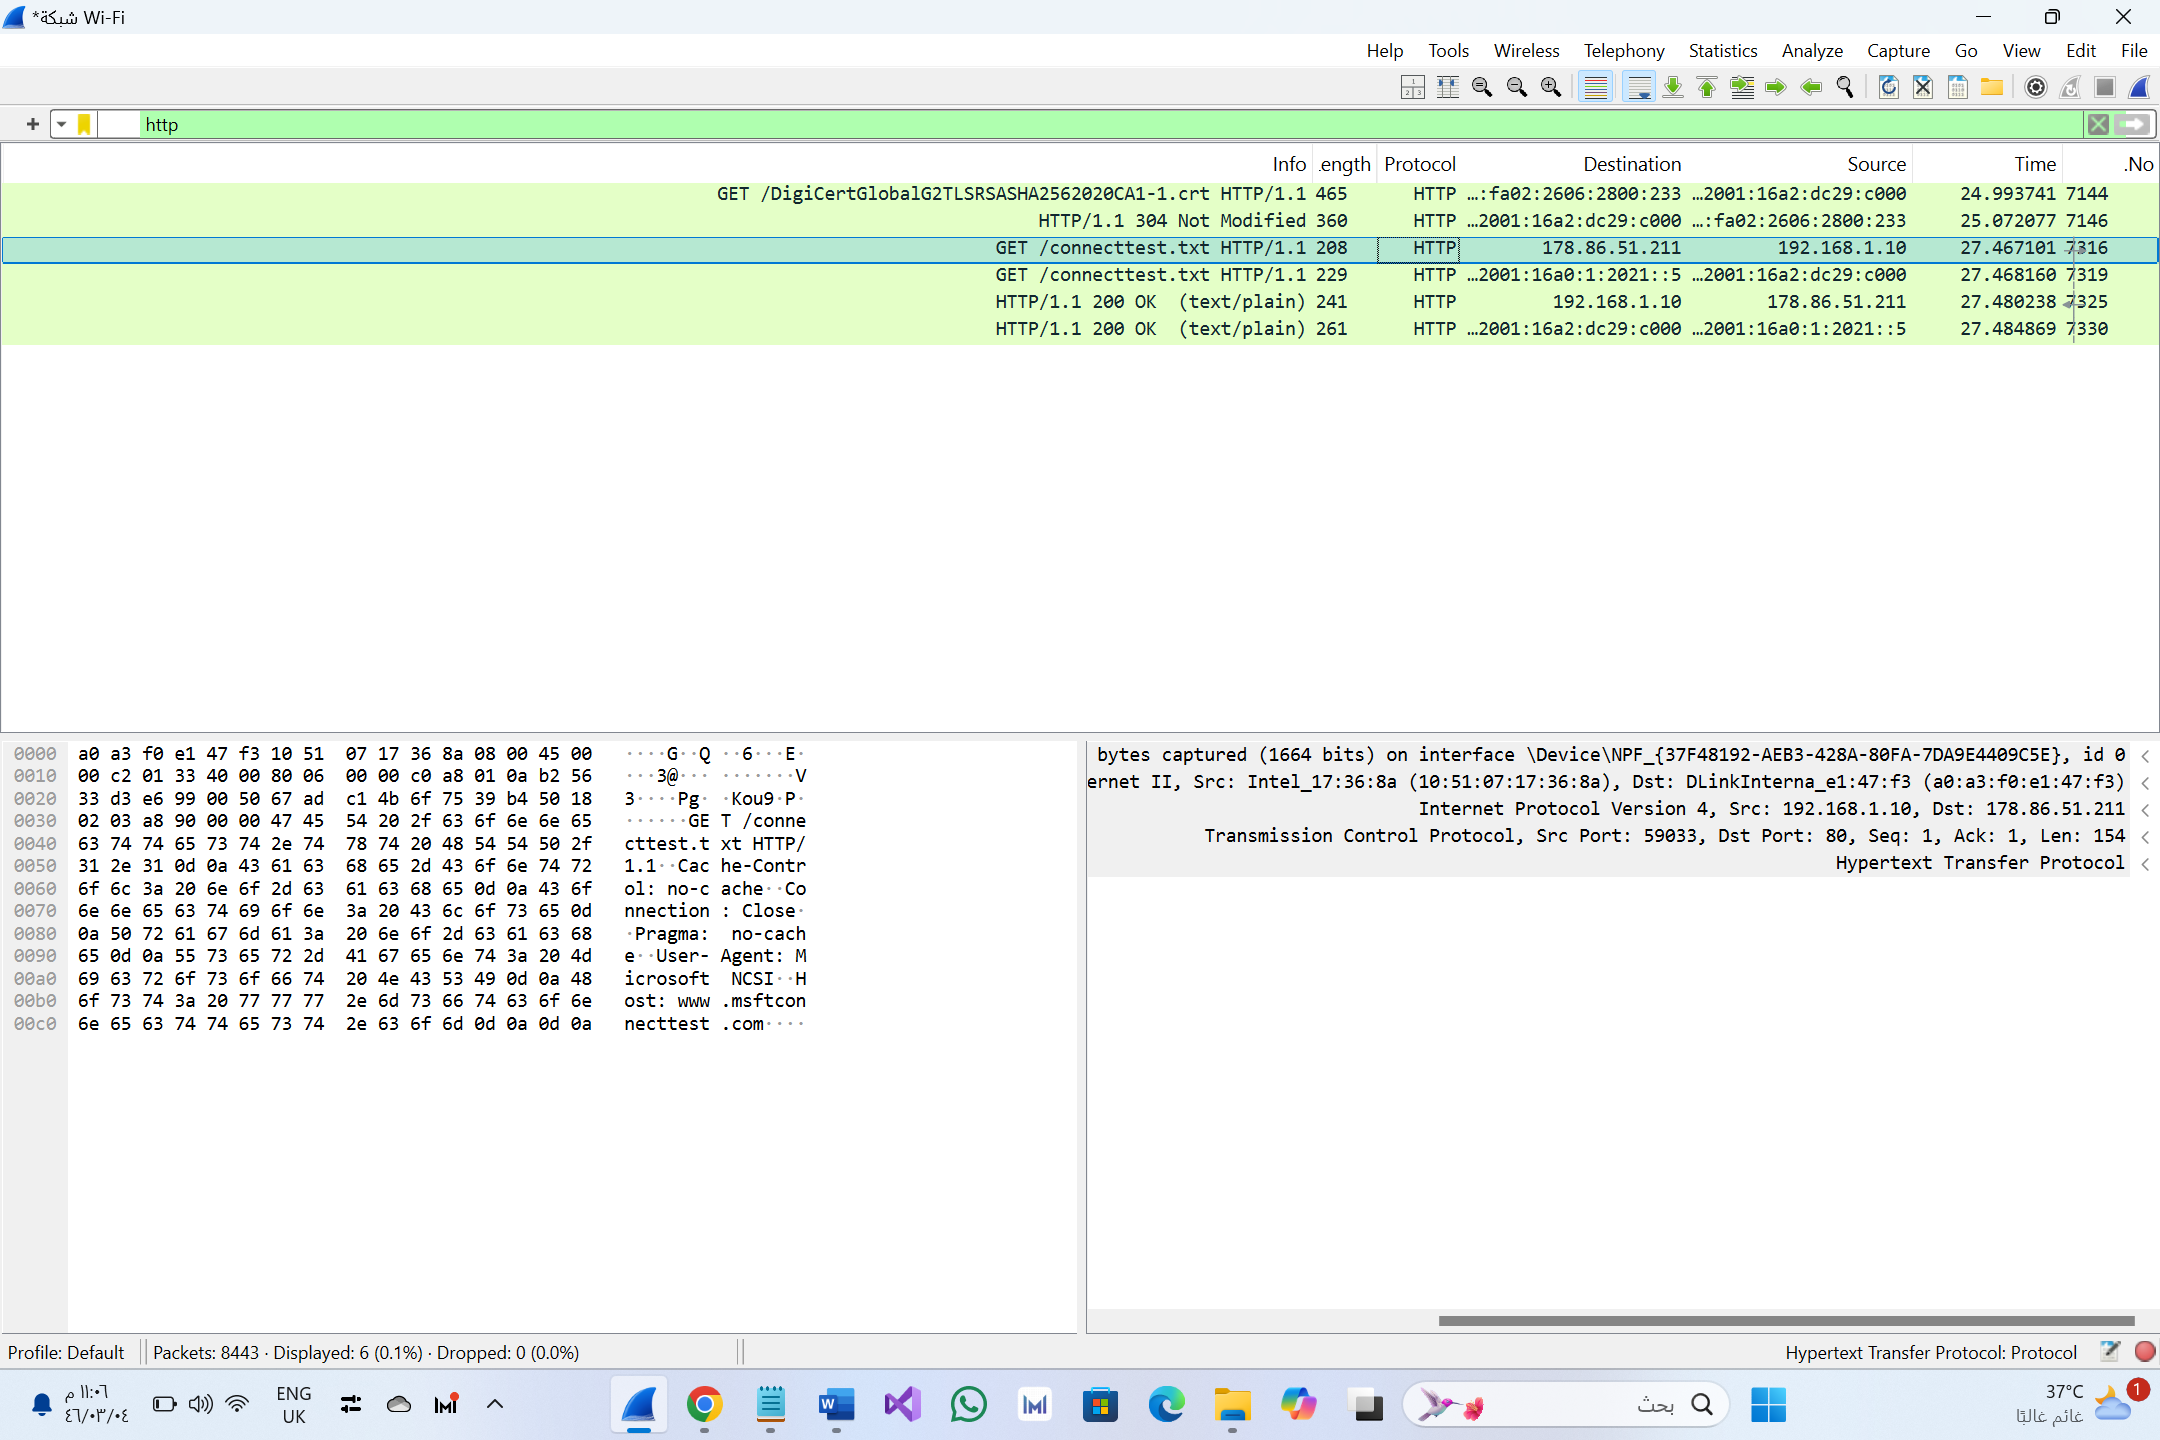 *شبكة Wi-Fi
Help Tools Wireless Telephony Statistics Analyze Capture Go View Edit File
http
Info .ength Protocol Destination Source Time .No
GET /DigiCertGlobalG2TLSRSASHA2562020CA1-1.crt HTTP/1.1 465 HTTP …:fa02:2606:2800:233 …2001:16a2:dc29:c000 24.993741 7144
HTTP/1.1 304 Not Modified 360 HTTP …2001:16a2:dc29:c000 …:fa02:2606:2800:233 25.072077 7146
GET /connecttest.txt HTTP/1.1 208 HTTP 178.86.51.211 192.168.1.10 27.467101 7316
GET /connecttest.txt HTTP/1.1 229 HTTP …2001:16a0:1:2021::5 …2001:16a2:dc29:c000 27.468160 7319
HTTP/1.1 200 OK (text/plain) 241 HTTP 192.168.1.10 178.86.51.211 27.480238 7325
HTTP/1.1 200 OK (text/plain) 261 HTTP …2001:16a2:dc29:c000 …2001:16a0:1:2021::5 27.484869 7330
0000 a0 a3 f0 e1 47 f3 10 51 07 17 36 8a 08 00 45 00 ····G··Q ··6···E·
0010 00 c2 01 33 40 00 80 06 00 00 c0 a8 01 0a b2 56 ···3@··· ·······V
0020 33 d3 e6 99 00 50 67 ad c1 4b 6f 75 39 b4 50 18 3····Pg· ·Kou9·P·
0030 02 03 a8 90 00 00 47 45 54 20 2f 63 6f 6e 6e 65 ······GE T /conne
0040 63 74 74 65 73 74 2e 74 78 74 20 48 54 54 50 2f cttest.t xt HTTP/
0050 31 2e 31 0d 0a 43 61 63 68 65 2d 43 6f 6e 74 72 1.1··Cac he-Contr
0060 6f 6c 3a 20 6e 6f 2d 63 61 63 68 65 0d 0a 43 6f ol: no-c ache··Co
0070 6e 6e 65 63 74 69 6f 6e 3a 20 43 6c 6f 73 65 0d nnection : Close·
0080 0a 50 72 61 67 6d 61 3a 20 6e 6f 2d 63 61 63 68 ·Pragma: no-cach
0090 65 0d 0a 55 73 65 72 2d 41 67 65 6e 74 3a 20 4d e··User- Agent: M
00a0 69 63 72 6f 73 6f 66 74 20 4e 43 53 49 0d 0a 48 icrosoft NCSI··H
00b0 6f 73 74 3a 20 77 77 77 2e 6d 73 66 74 63 6f 6e ost: www .msftcon
00c0 6e 65 63 74 74 65 73 74 2e 63 6f 6d 0d 0a 0d 0a necttest .com····
bytes captured (1664 bits) on interface \Device\NPF_{37F48192-AEB3-428A-80FA-7DA9E4409C5E}, id 0
ernet II, Src: Intel_17:36:8a (10:51:07:17:36:8a), Dst: DLinkInterna_e1:47:f3 (a0:a3:f0:e1:47:f3)
Internet Protocol Version 4, Src: 192.168.1.10, Dst: 178.86.51.211
Transmission Control Protocol, Src Port: 59033, Dst Port: 80, Seq: 1, Ack: 1, Len: 154
Hypertext Transfer Protocol
Profile: Default Packets: 8443 · Displayed: 6 (0.1%) · Dropped: 0 (0.0%) Hypertext Transfer Protocol: Protocol
١١:٠٦ م
٤٦/٠٣/٠٤
ENG
UK
بحث
37°C
غائم غالبًا
1